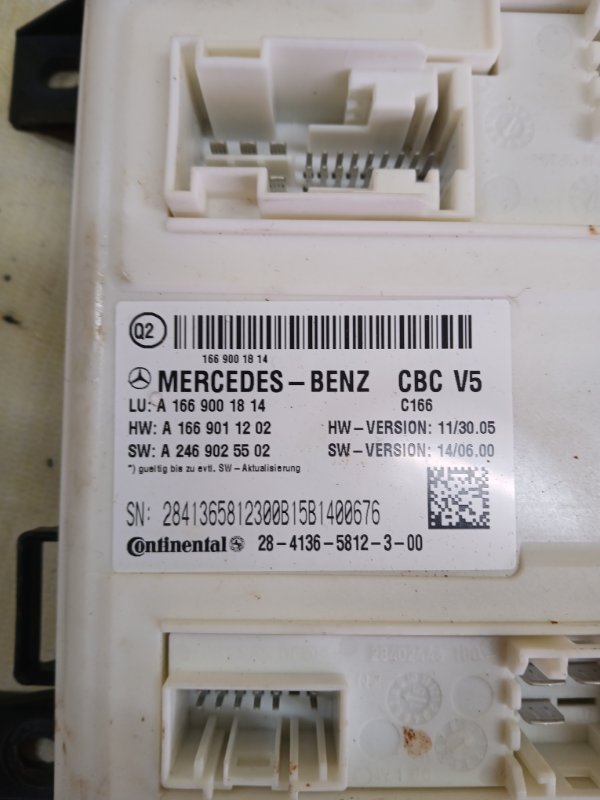 Q2
166 900 18 14
MERCEDES-BENZ CBC V5
LU: A 166 900 18 14 C166
HW: A 166 901 12 02 HW-VERSION: 11/30.05
SW: A 246 902 55 02 SW-VERSION: 14/06.00
*) gueltig bis zu evtl. SW-Aktualisierung
SN: 2841365812300B15B1400676
Continental 28-4136-5812-3-00